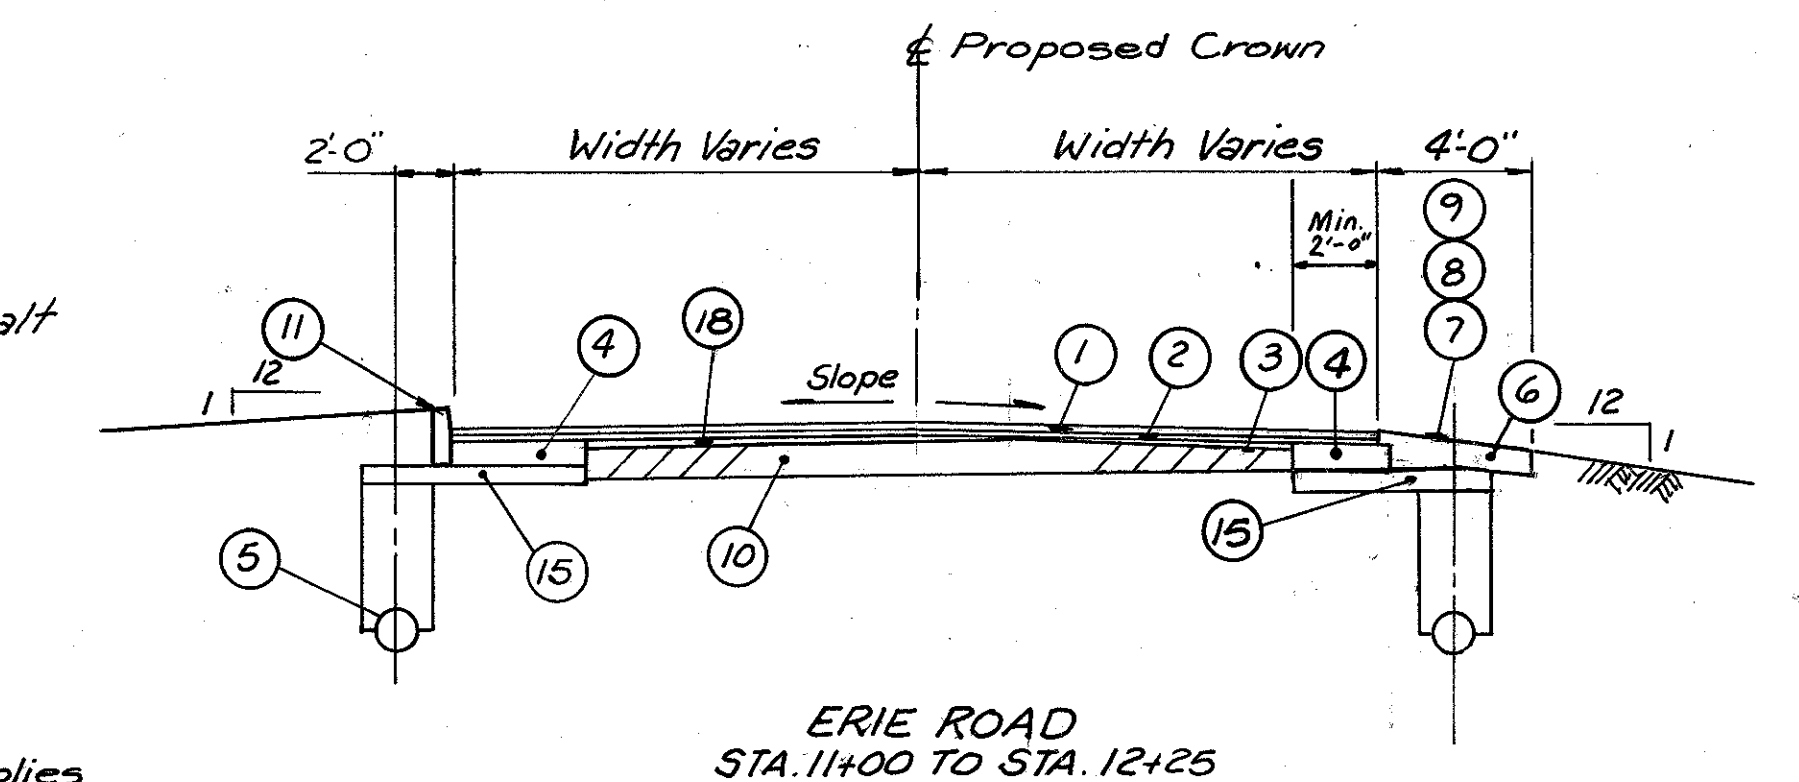 ℄ Proposed Crown
2'-0" Width Varies Width Varies 4'-0"
Min.
2'-0"
9
8
7
alt
11
4
18
1
2
3
4
6
12
1
Slope
12
1
5
15
10
15
ERIE ROAD
STA. 11+00 TO STA. 12+25
plies